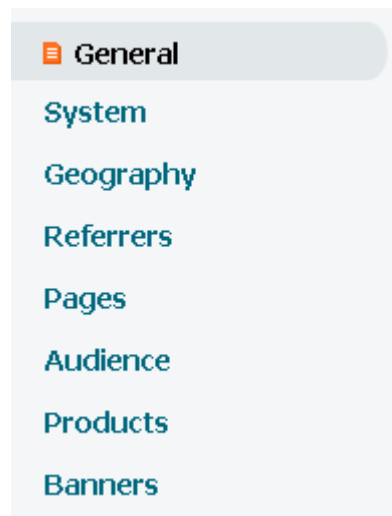 General
System
Geography
Referrers
Pages
Audience
Products
Banners